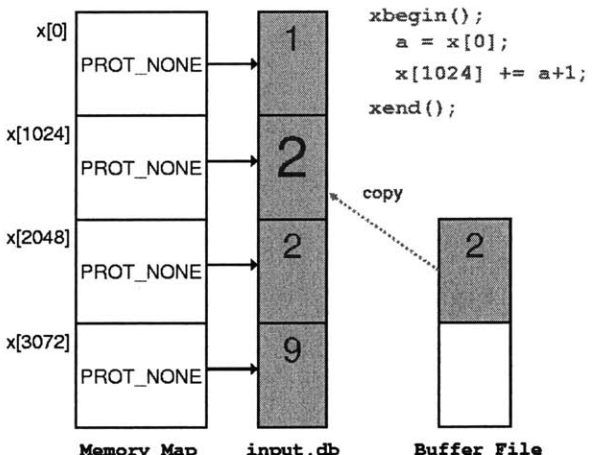 x[0]
PROT_NONE
1
xbegin();
a = x[0];
x[1024] += a+1;
xend();
x[1024]
PROT_NONE
2
copy
x[2048]
PROT_NONE
2
2
x[3072]
PROT_NONE
9
Memory Map
input.db
Buffer File